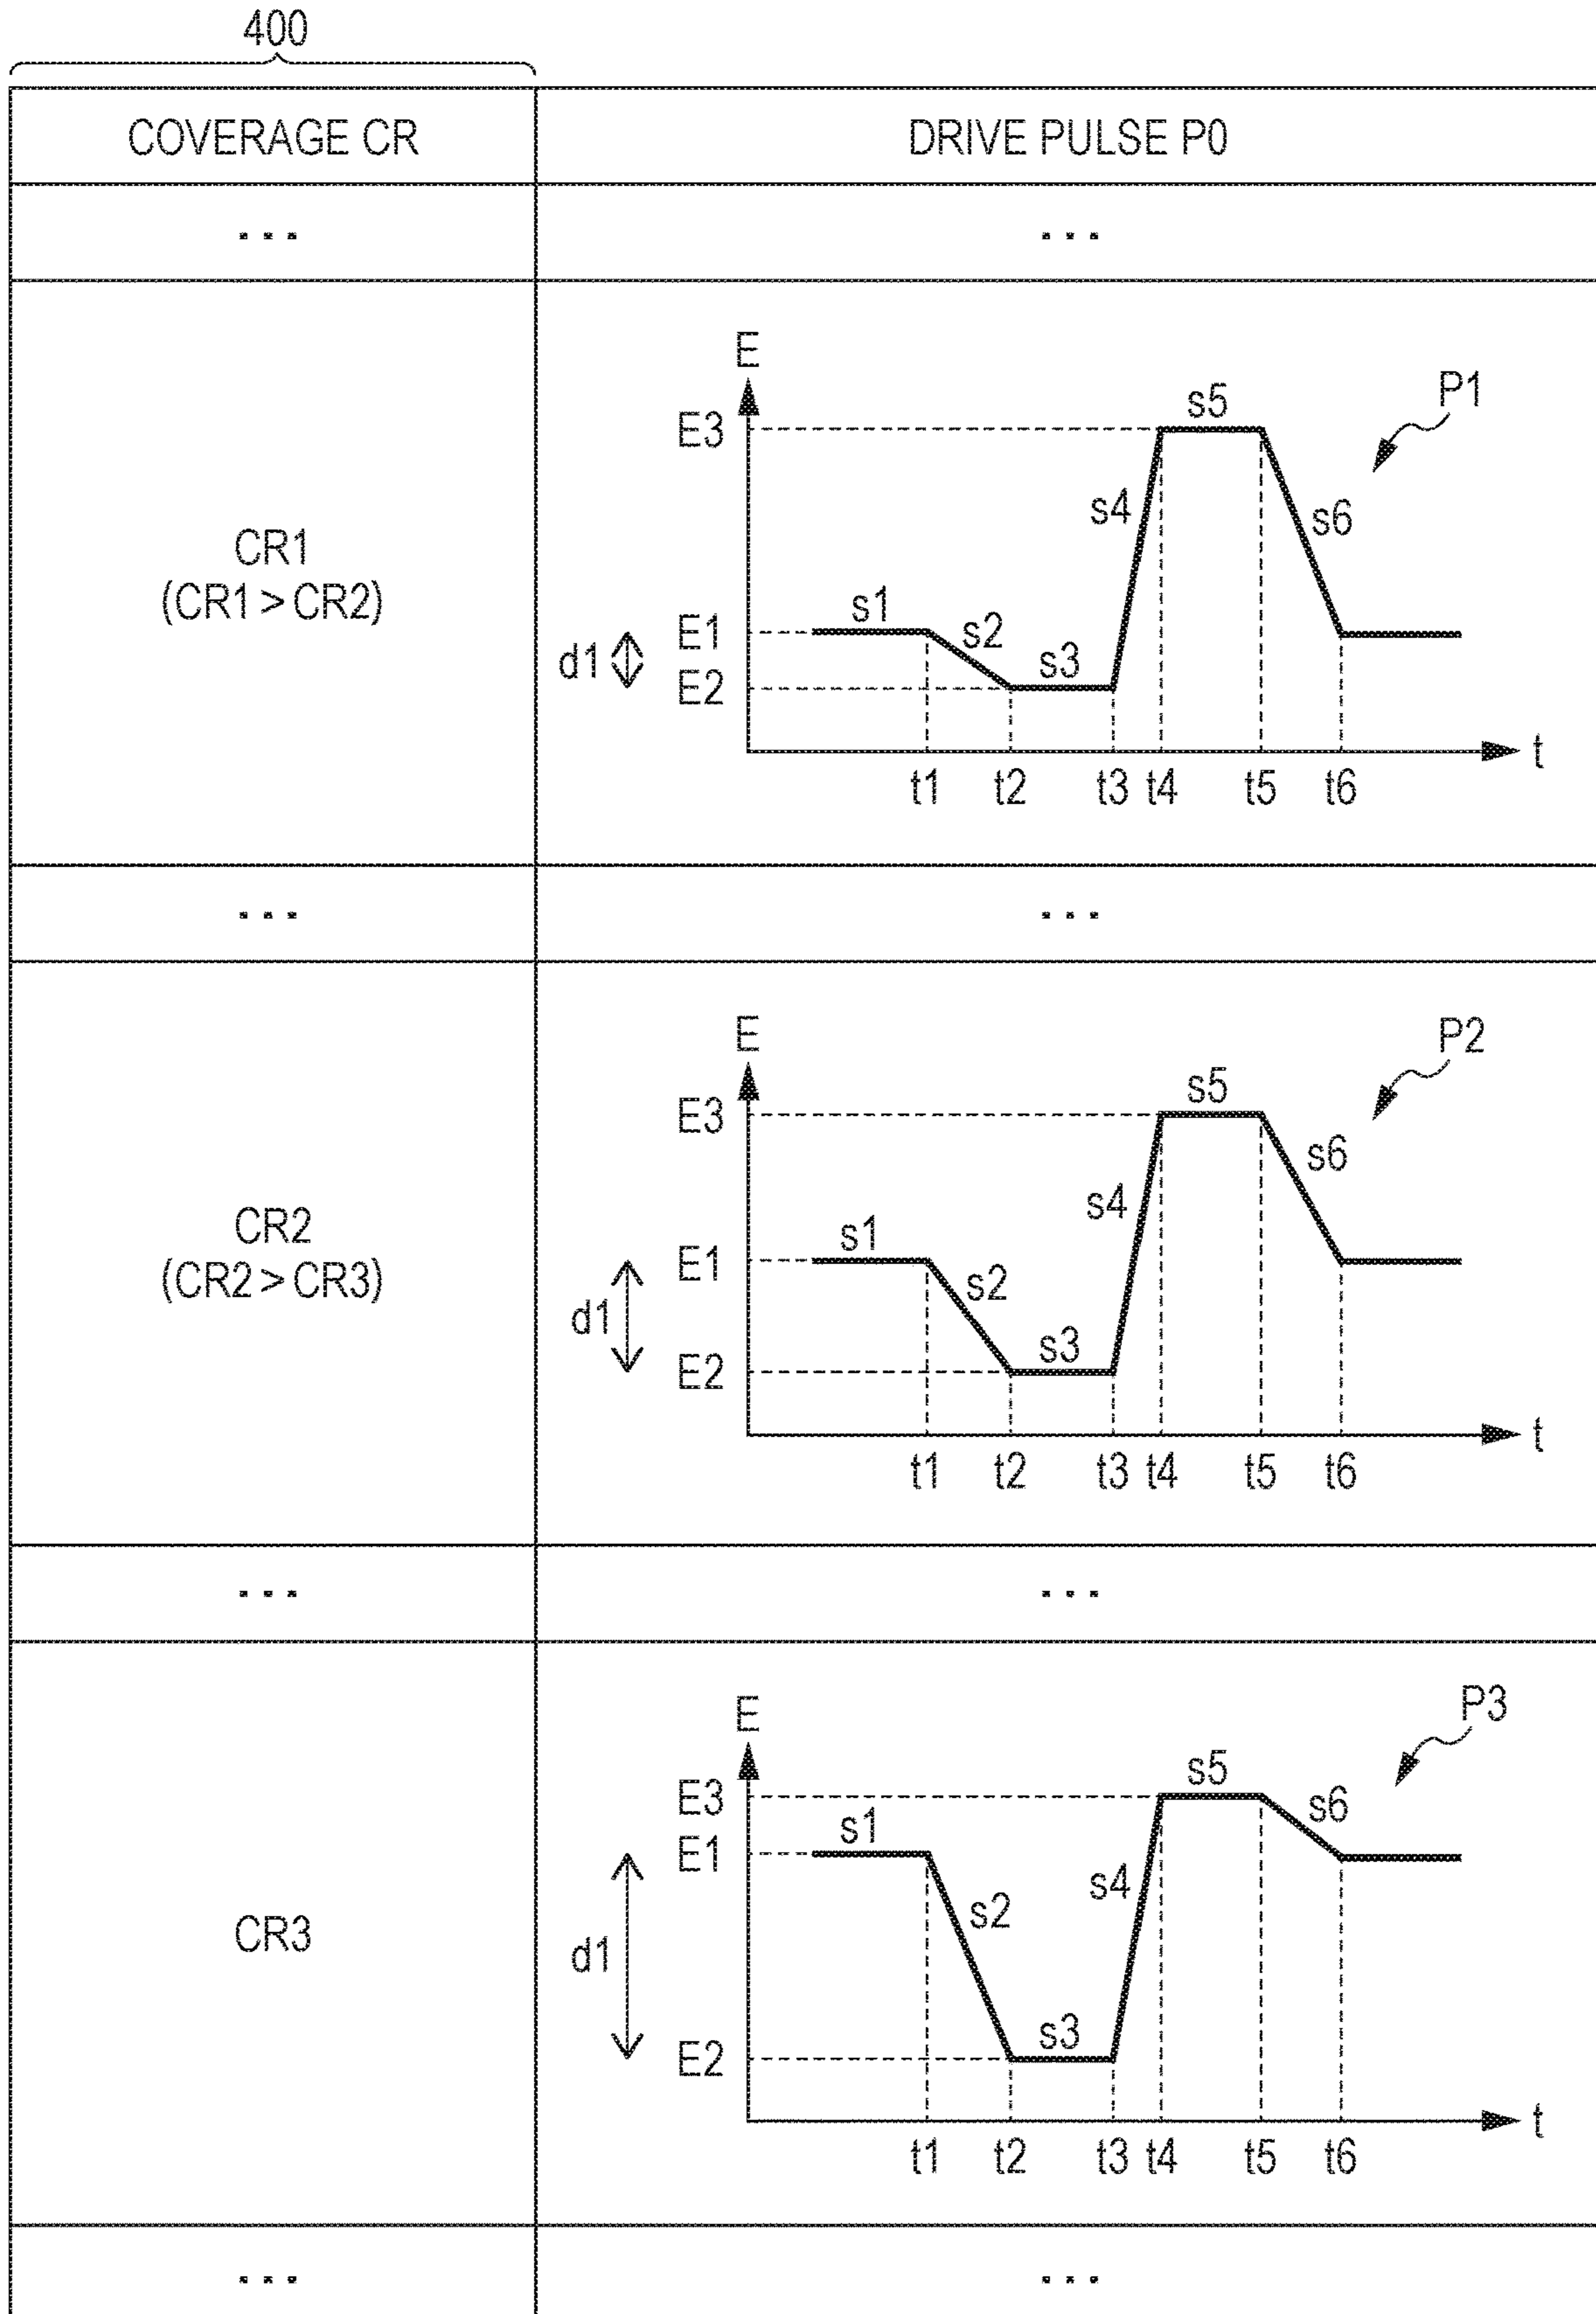 400
COVERAGE CR
DRIVE PULSE P0
...
...
CR1
(CR1 > CR2)
E
P1
E3
s5
s4
s6
s1
E1
s2
d1
s3
E2
t
t1 t2 t3 t4 t5 t6
...
...
CR2
(CR2 > CR3)
E
P2
s5
E3
s6
s4
s1
E1
s2
d1
s3
E2
t
t1 t2 t3 t4 t5 t6
...
...
CR3
E
P3
s5
E3
s6
s1
E1
s4
s2
d1
s3
E2
t
t1 t2 t3 t4 t5 t6
...
...